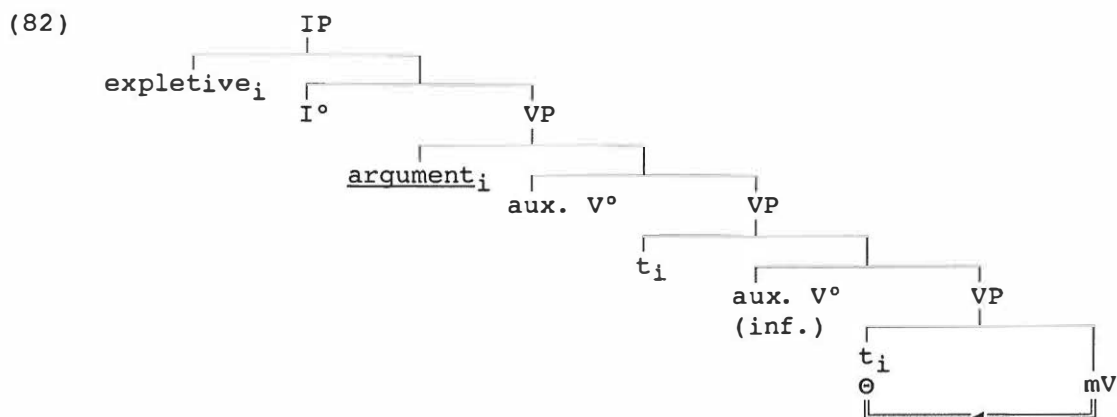 (82) IP
expletive_i
I° VP
argument_i
aux. V° VP
t_i
aux. V° VP
(inf.)
t_i
Θ mV